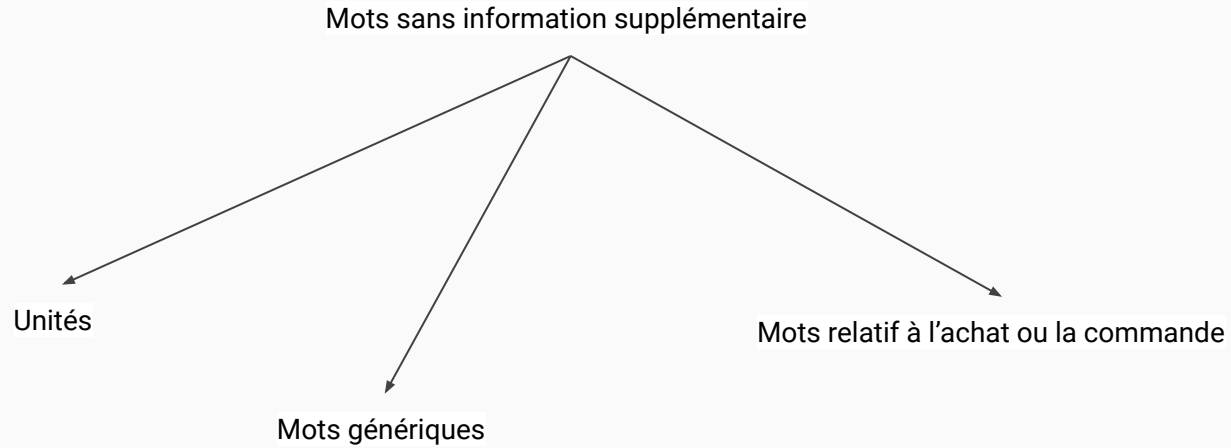 Mots sans information supplémentaire
Unités
Mots relatif à l’achat ou la commande
Mots génériques